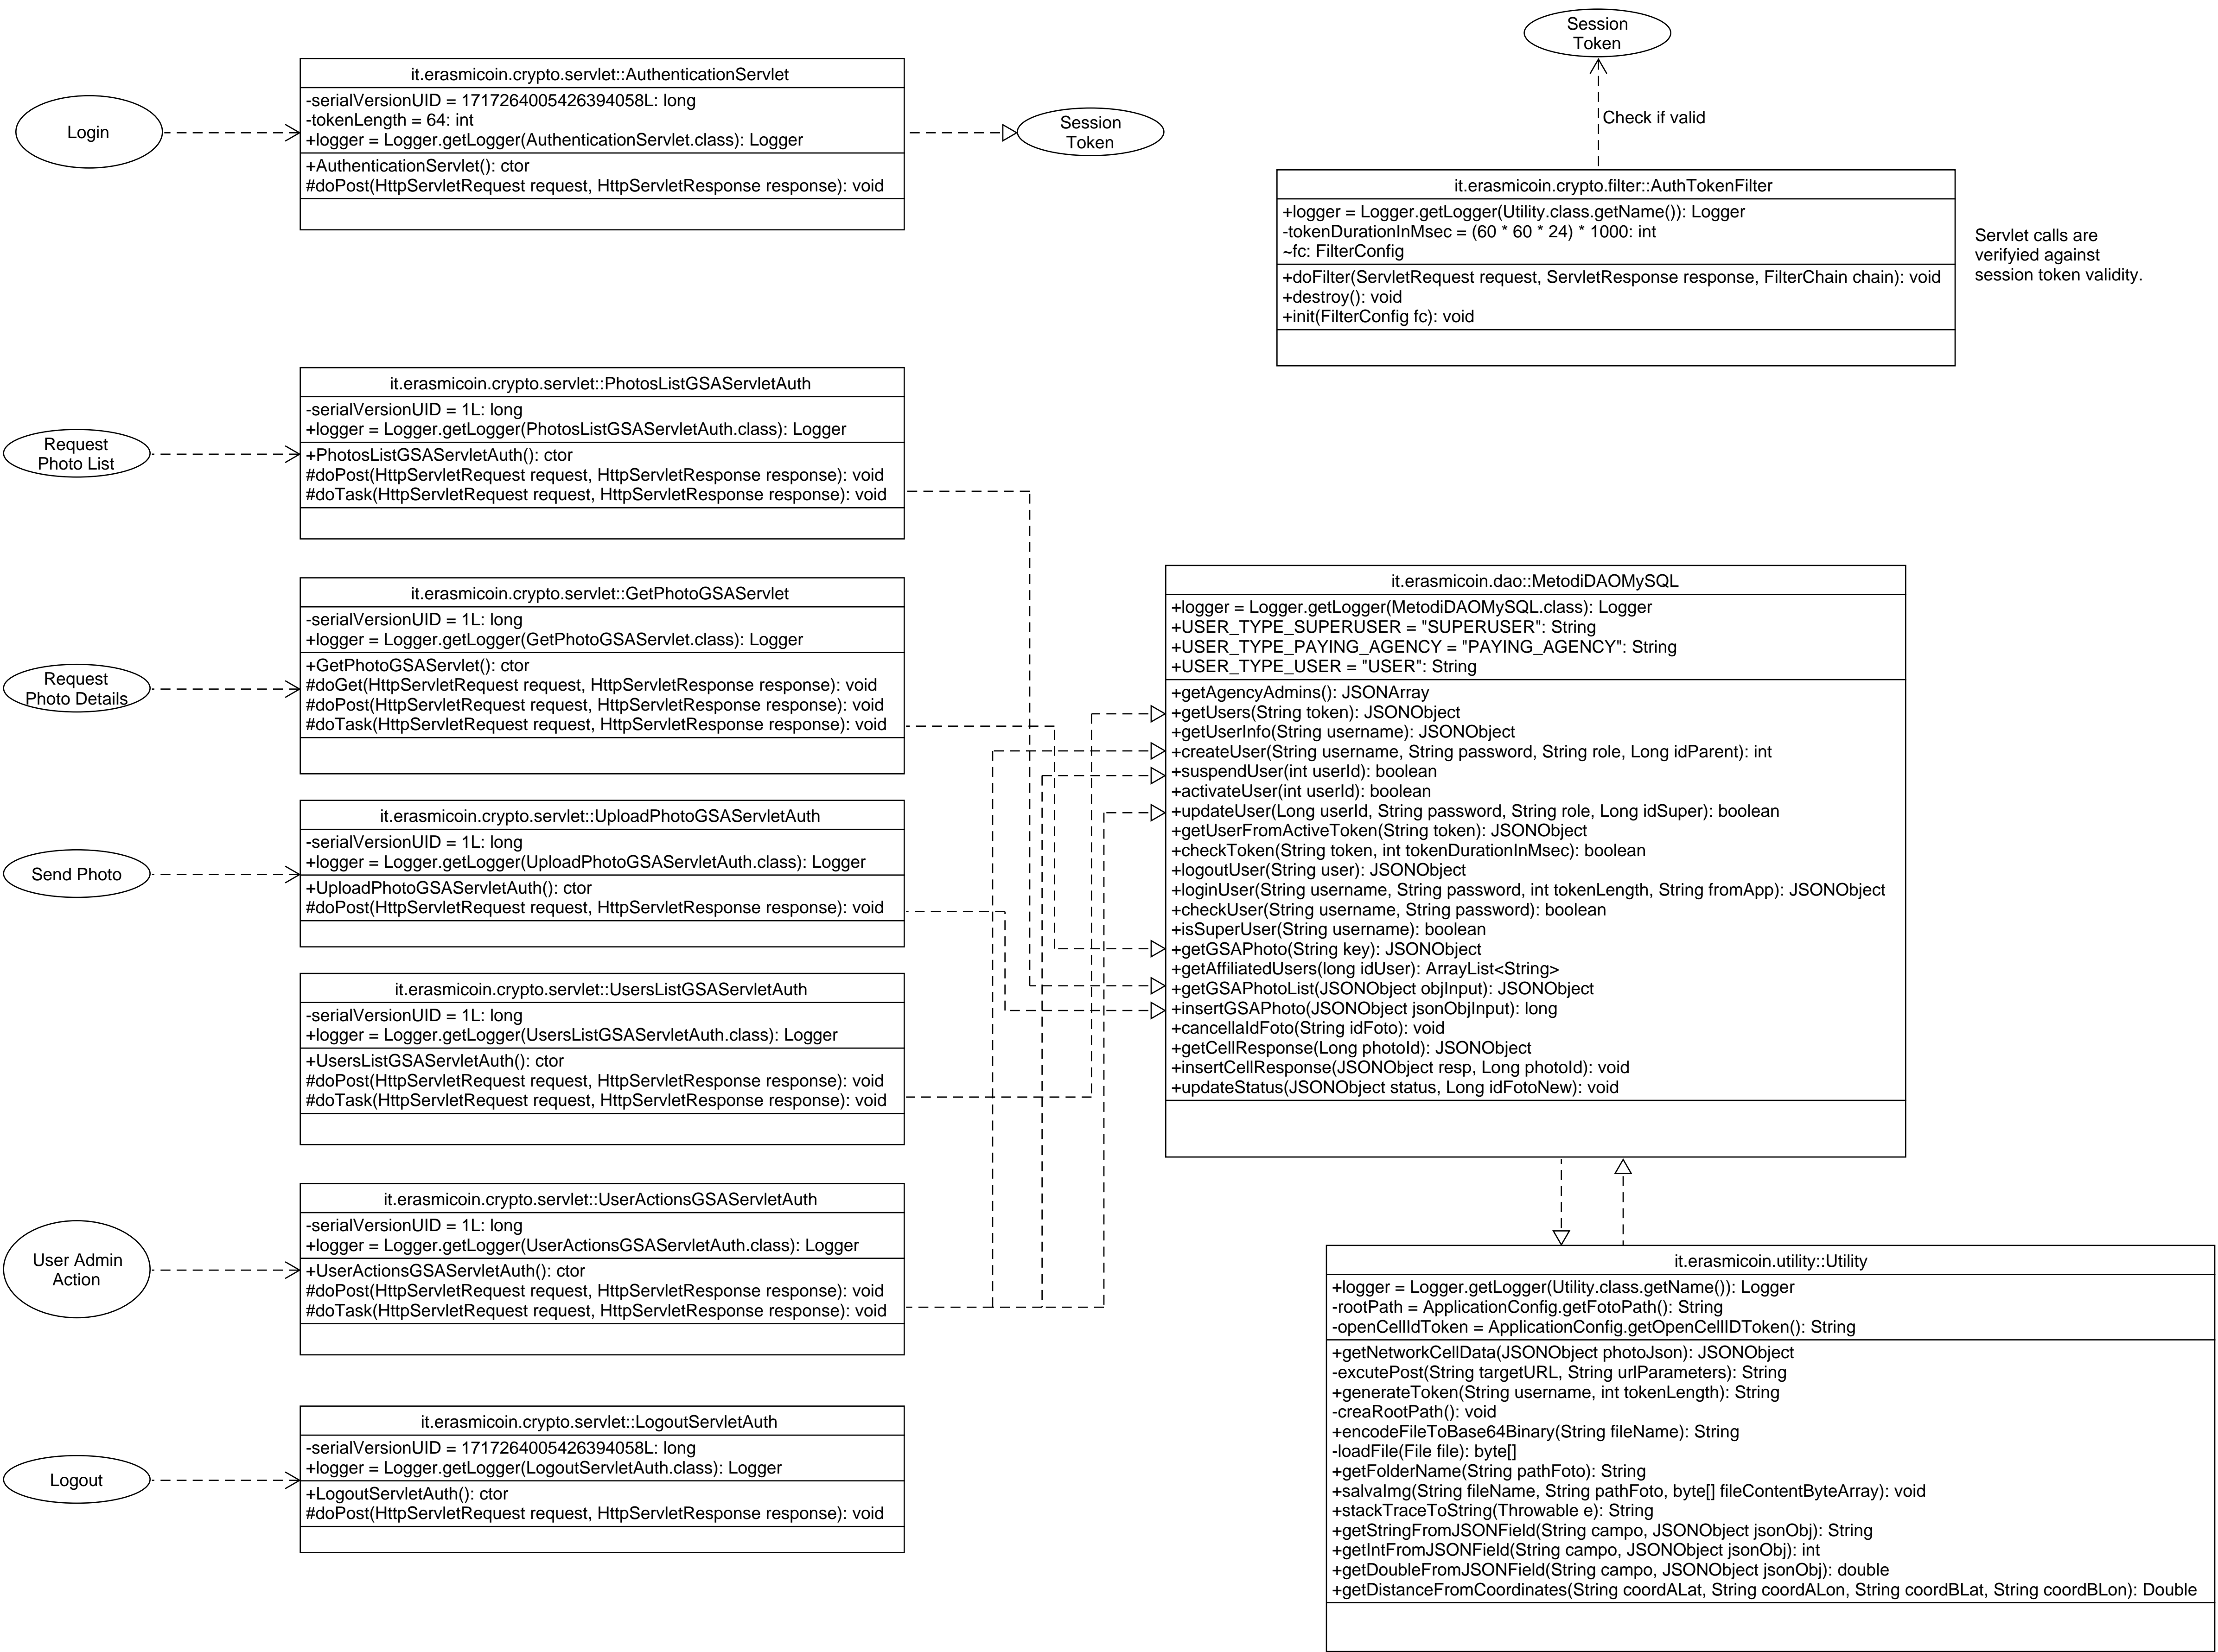 Session
Token
Check if valid
Login
it.erasmicoin.crypto.servlet::AuthenticationServlet
-serialVersionUID = 1717264005426394058L: long
-tokenLength = 64: int
+logger = Logger.getLogger(AuthenticationServlet.class): Logger
+AuthenticationServlet(): ctor
#doPost(HttpServletRequest request, HttpServletResponse response): void
Session
Token
it.erasmicoin.crypto.filter::AuthTokenFilter
+logger = Logger.getLogger(Utility.class.getName()): Logger
-tokenDurationInMsec = (60 * 60 * 24) * 1000: int
~fc: FilterConfig
+doFilter(ServletRequest request, ServletResponse response, FilterChain chain): void
+destroy(): void
+init(FilterConfig fc): void
Servlet calls are
verifyied against
session token validity.
Request
Photo List
it.erasmicoin.crypto.servlet::PhotosListGSAServletAuth
-serialVersionUID = 1L: long
+logger = Logger.getLogger(PhotosListGSAServletAuth.class): Logger
+PhotosListGSAServletAuth(): ctor
#doPost(HttpServletRequest request, HttpServletResponse response): void
#doTask(HttpServletRequest request, HttpServletResponse response): void
Request
Photo Details
it.erasmicoin.crypto.servlet::GetPhotoGSAServlet
-serialVersionUID = 1L: long
+logger = Logger.getLogger(GetPhotoGSAServlet.class): Logger
+GetPhotoGSAServlet(): ctor
#doGet(HttpServletRequest request, HttpServletResponse response): void
#doPost(HttpServletRequest request, HttpServletResponse response): void
#doTask(HttpServletRequest request, HttpServletResponse response): void
Send Photo
it.erasmicoin.crypto.servlet::UploadPhotoGSAServletAuth
-serialVersionUID = 1L: long
+logger = Logger.getLogger(UploadPhotoGSAServletAuth.class): Logger
+UploadPhotoGSAServletAuth(): ctor
#doPost(HttpServletRequest request, HttpServletResponse response): void
it.erasmicoin.crypto.servlet::UsersListGSAServletAuth
-serialVersionUID = 1L: long
+logger = Logger.getLogger(UsersListGSAServletAuth.class): Logger
+UsersListGSAServletAuth(): ctor
#doPost(HttpServletRequest request, HttpServletResponse response): void
#doTask(HttpServletRequest request, HttpServletResponse response): void
User Admin
Action
it.erasmicoin.crypto.servlet::UserActionsGSAServletAuth
-serialVersionUID = 1L: long
+logger = Logger.getLogger(UserActionsGSAServletAuth.class): Logger
+UserActionsGSAServletAuth(): ctor
#doPost(HttpServletRequest request, HttpServletResponse response): void
#doTask(HttpServletRequest request, HttpServletResponse response): void
Logout
it.erasmicoin.crypto.servlet::LogoutServletAuth
-serialVersionUID = 1717264005426394058L: long
+logger = Logger.getLogger(LogoutServletAuth.class): Logger
+LogoutServletAuth(): ctor
#doPost(HttpServletRequest request, HttpServletResponse response): void
it.erasmicoin.dao::MetodiDAOMySQL
+logger = Logger.getLogger(MetodiDAOMySQL.class): Logger
+USER_TYPE_SUPERUSER = "SUPERUSER": String
+USER_TYPE_PAYING_AGENCY = "PAYING_AGENCY": String
+USER_TYPE_USER = "USER": String
+getAgencyAdmins(): JSONArray
+getUsers(String token): JSONObject
+getUserInfo(String username): JSONObject
+createUser(String username, String password, String role, Long idParent): int
+suspendUser(int userId): boolean
+activateUser(int userId): boolean
+updateUser(Long userId, String password, String role, Long idSuper): boolean
+getUserFromActiveToken(String token): JSONObject
+checkToken(String token, int tokenDurationInMsec): boolean
+logoutUser(String user): JSONObject
+loginUser(String username, String password, int tokenLength, String fromApp): JSONObject
+checkUser(String username, String password): boolean
+isSuperUser(String username): boolean
+getGSAPhoto(String key): JSONObject
+getAffiliatedUsers(long idUser): ArrayList<String>
+getGSAPhotoList(JSONObject objInput): JSONObject
+insertGSAPhoto(JSONObject jsonObjInput): long
+cancellaIdFoto(String idFoto): void
+getCellResponse(Long photoId): JSONObject
+insertCellResponse(JSONObject resp, Long photoId): void
+updateStatus(JSONObject status, Long idFotoNew): void
it.erasmicoin.utility::Utility
+logger = Logger.getLogger(Utility.class.getName()): Logger
-rootPath = ApplicationConfig.getFotoPath(): String
-openCellIdToken = ApplicationConfig.getOpenCellIDToken(): String
+getNetworkCellData(JSONObject photoJson): JSONObject
-excutePost(String targetURL, String urlParameters): String
+generateToken(String username, int tokenLength): String
-creaRootPath(): void
+encodeFileToBase64Binary(String fileName): String
-loadFile(File file): byte[]
+getFolderName(String pathFoto): String
+salvaImg(String fileName, String pathFoto, byte[] fileContentByteArray): void
+stackTraceToString(Throwable e): String
+getStringFromJSONField(String campo, JSONObject jsonObj): String
+getIntFromJSONField(String campo, JSONObject jsonObj): int
+getDoubleFromJSONField(String campo, JSONObject jsonObj): double
+getDistanceFromCoordinates(String coordALat, String coordALon, String coordBLat, String coordBLon): Double